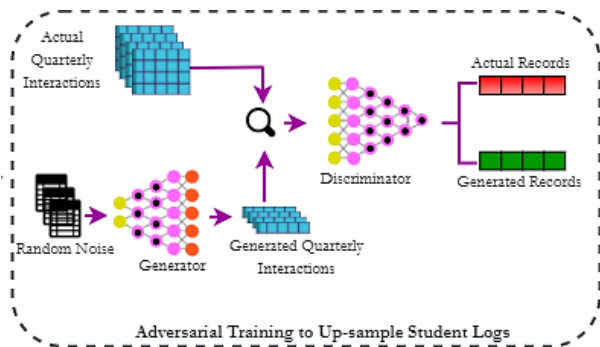 Actual
Quarterly
Interactions
Actual Records
Discriminator
Generated Records
Random Noise
Generator
Generated Quarterly
Interactions
Adversarial Training to Up-sample Student Logs